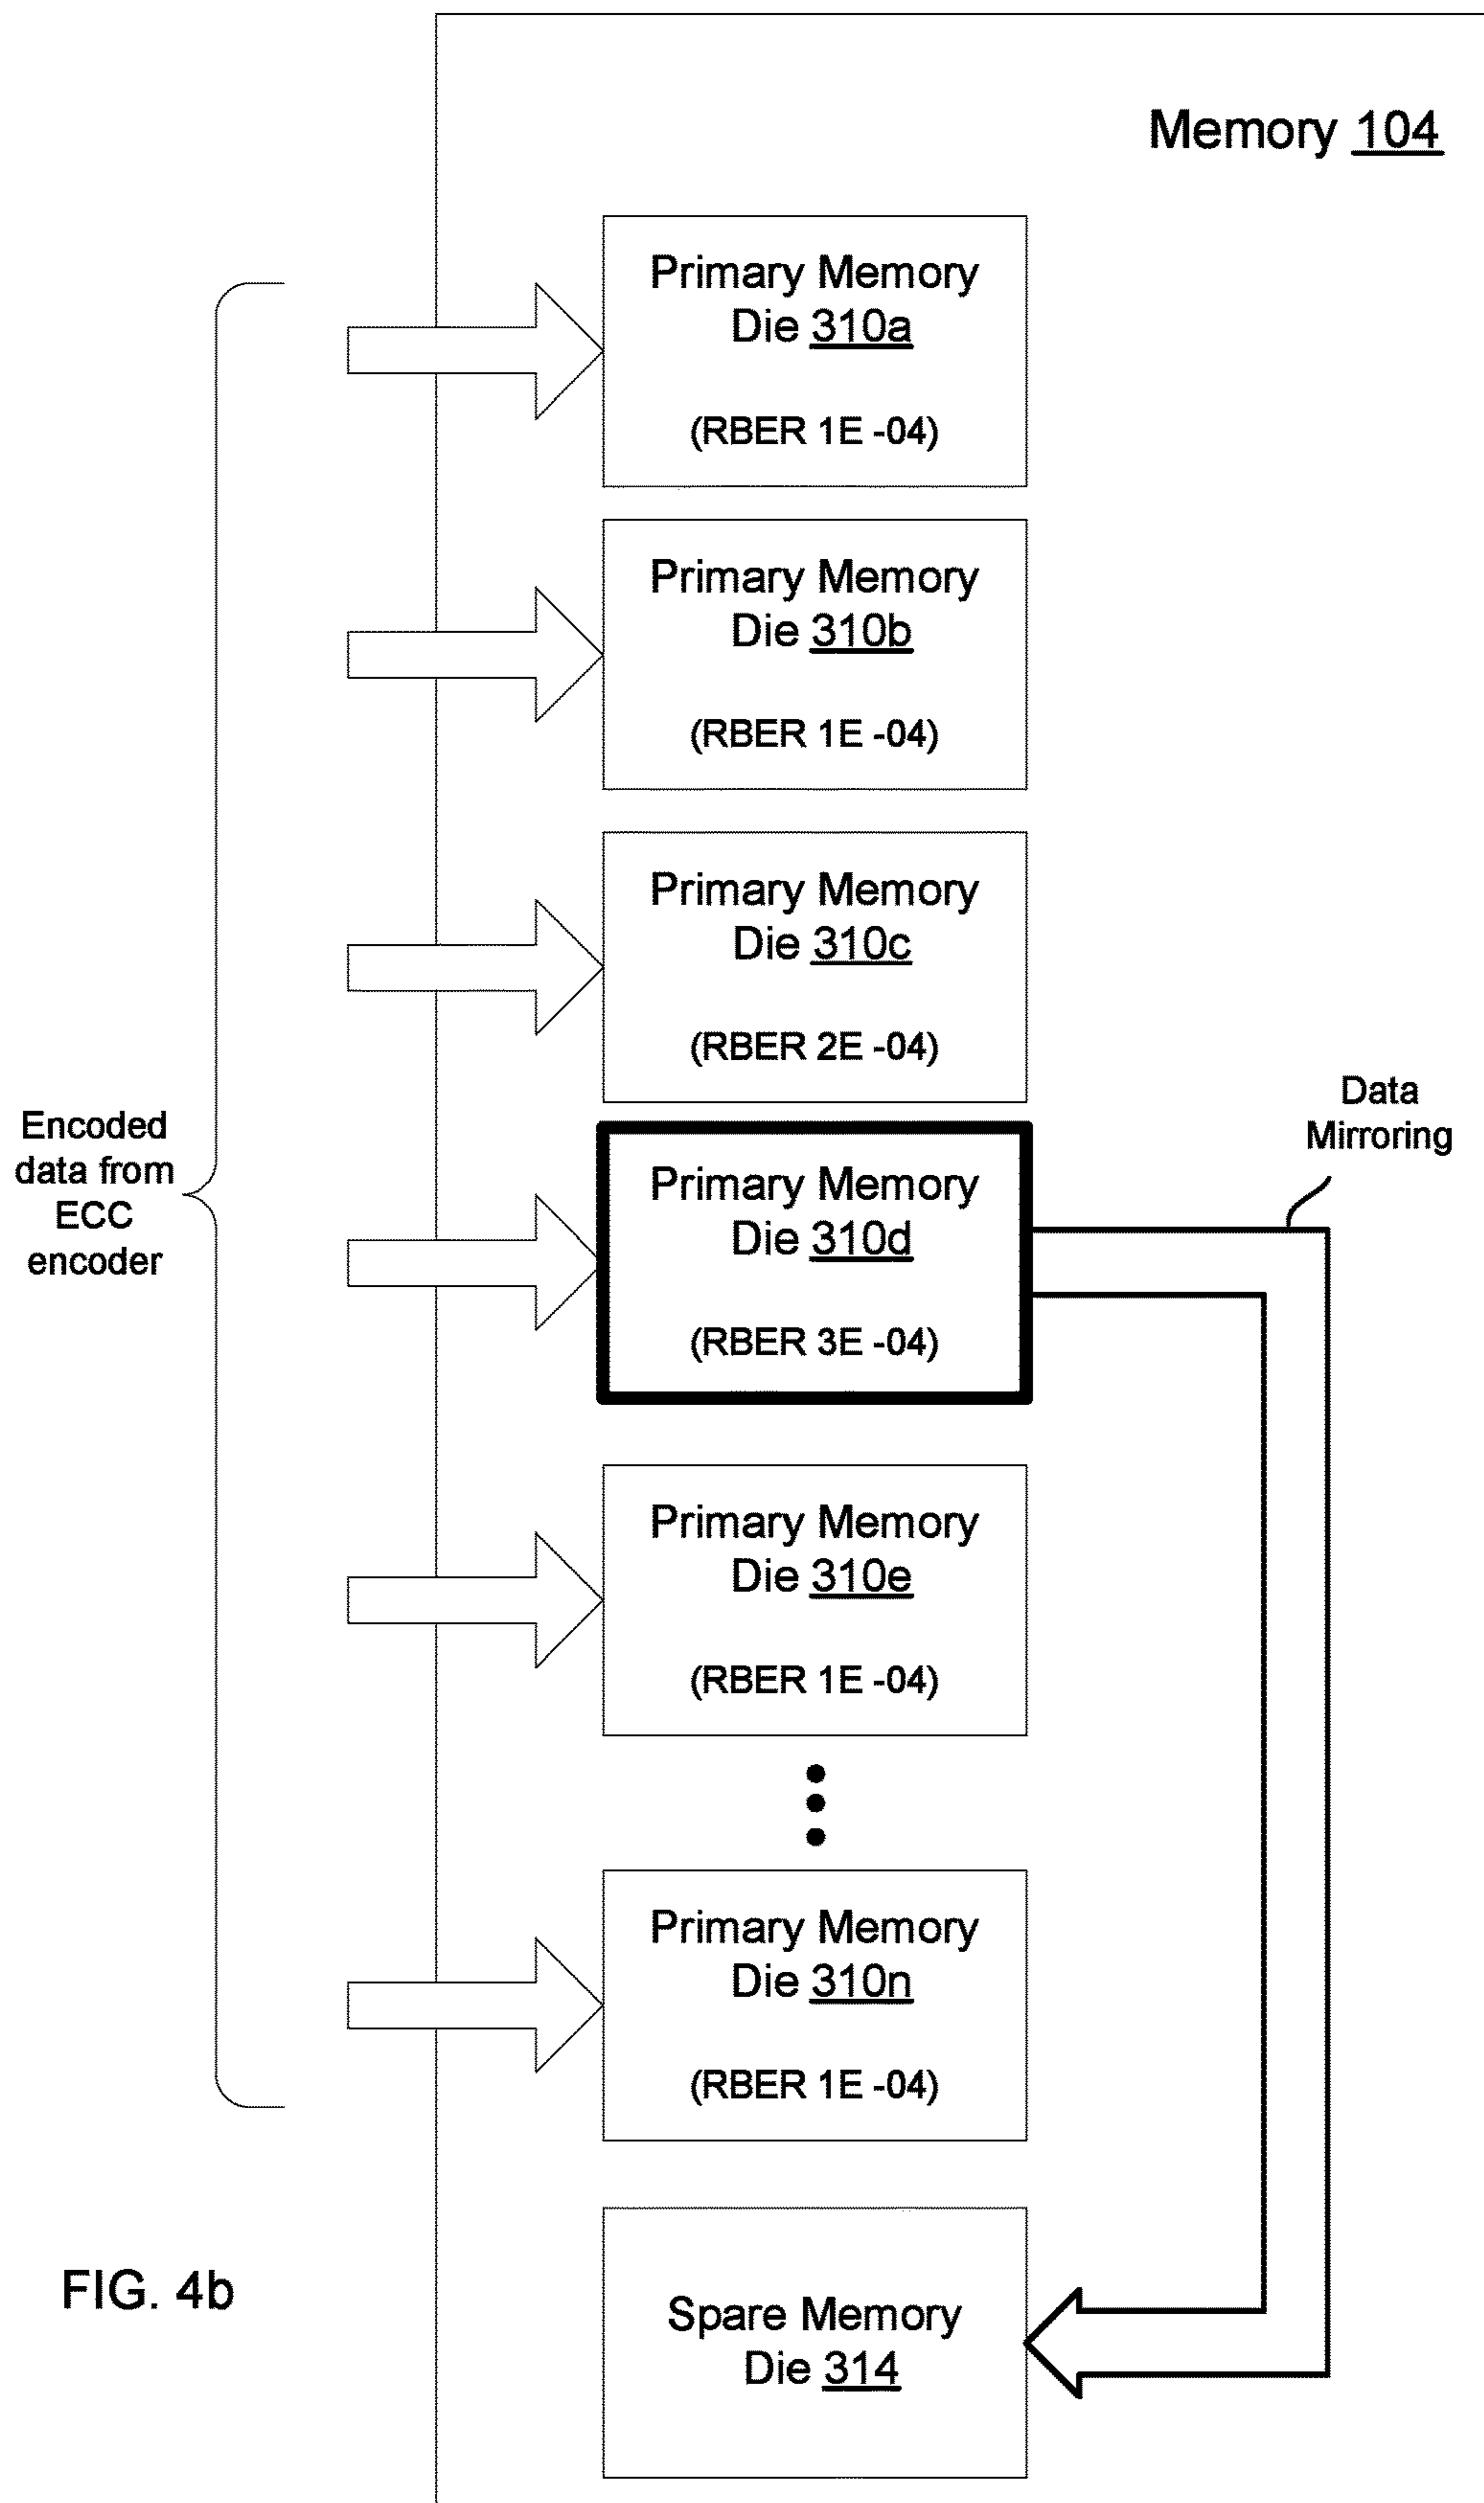 Memory 104
Primary Memory
Die 310a
(RBER 1E -04)
Primary Memory
Die 310b
(RBER 1E -04)
Primary Memory
Die 310c
(RBER 2E -04)
Encoded
data from
ECC
encoder
Data
Mirroring
Primary Memory
Die 310d
(RBER 3E -04)
Primary Memory
Die 310e
(RBER 1E -04)
Primary Memory
Die 310n
(RBER 1E -04)
FIG. 4b
Spare Memory
Die 314